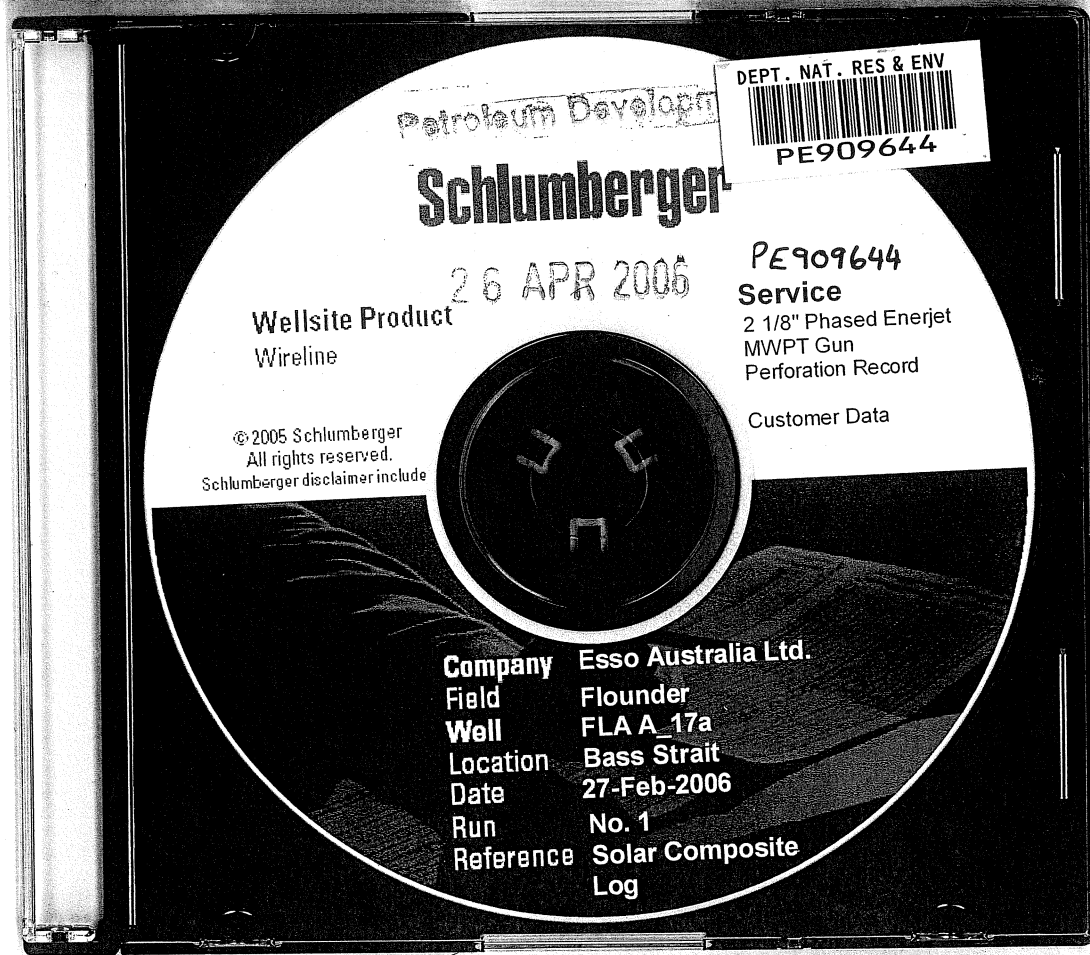 DEPT. NAT. RES & ENV
PE909644
Petroleum Developm
Schlumberger
26 APR 2006
PE909644
Wellsite Product
Wireline
Service
2 1/8" Phased Enerjet
MWPT Gun
Perforation Record
Customer Data
© 2005 Schlumberger
All rights reserved.
Schlumberger disclaimer include
Company Esso Australia Ltd.
Field Flounder
Well FLA A_17a
Location Bass Strait
Date 27-Feb-2006
Run No. 1
Reference Solar Composite
Log